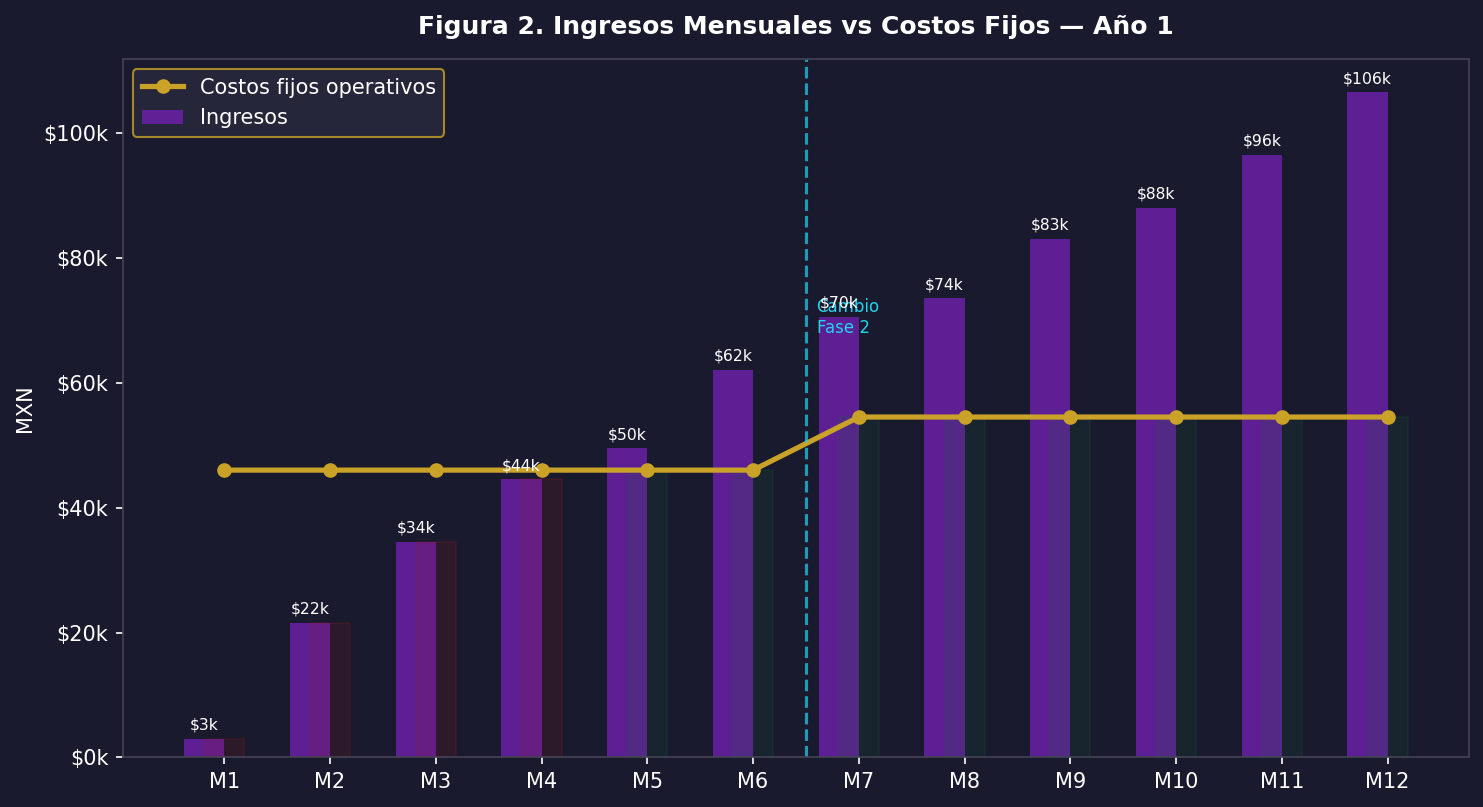 Figura 2. Ingresos Mensuales vs Costos Fijos — Año 1
Costos fijos operativos
Ingresos
MXN
$100k
$80k
$60k
$40k
$20k
$0k
$3k
$22k
$34k
$44k
$50k
$62k
$70k
$74k
$83k
$88k
$96k
$106k
Cambio
Fase 2
M1
M2
M3
M4
M5
M6
M7
M8
M9
M10
M11
M12